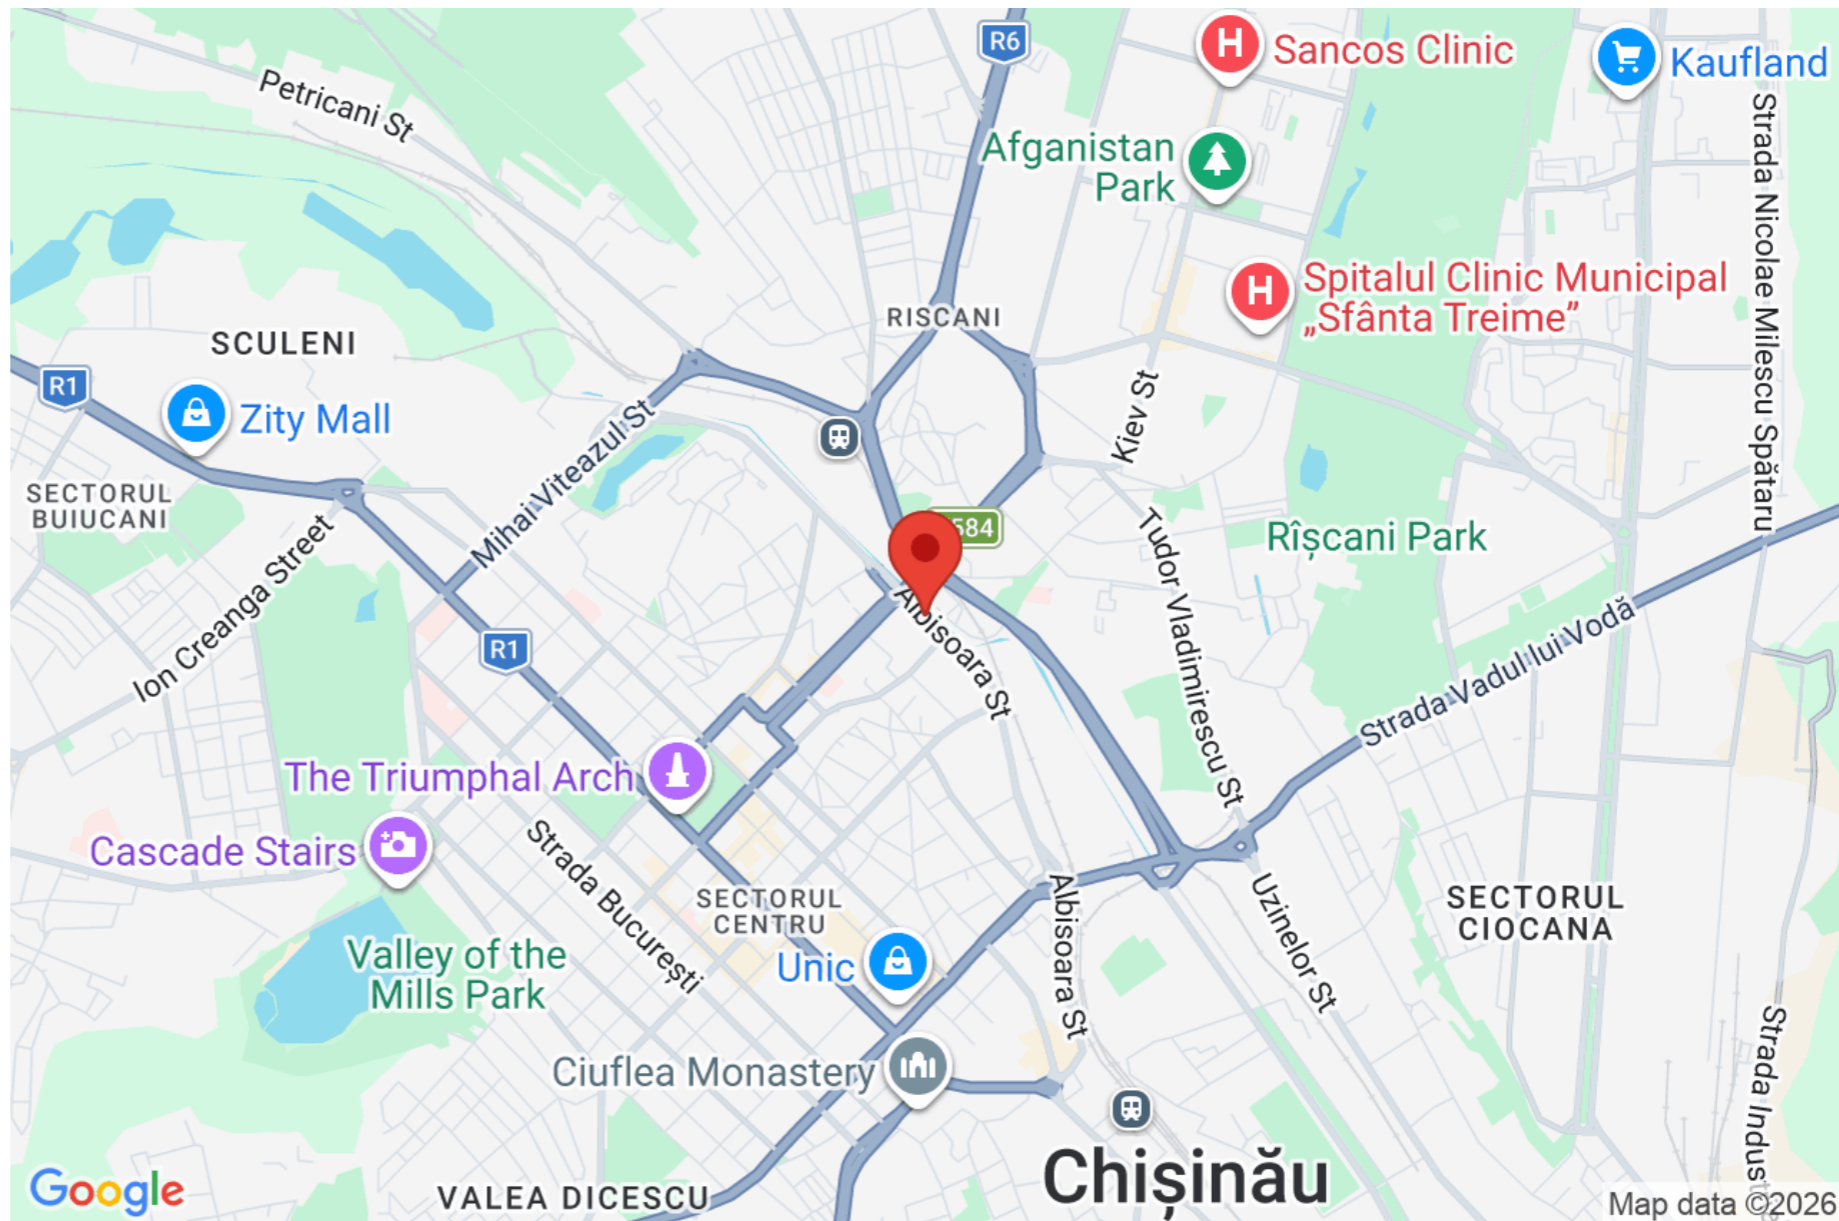 R6
Sancos Clinic
Kaufland
Petricani St
Afganistan
Park
Strada Nicolae Milescu Spătaru
Spitalul Clinic Municipal
„Sfânta Treime”
RISCANI
SCULENI
R1
Zity Mall
Kiev St
Mihai Viteazul St
SECTORUL
BUIUCANI
Ion Creanga Street
584
Rîșcani Park
Tudor Vladimirescu St
Albisoara St
R1
Strada Vadul lui Vodă
The Triumphal Arch
Cascade Stairs
Strada București
SECTORUL
CENTRU
Albisoara St
Uzinelor St
SECTORUL
CIOCANA
Valley of the
Mills Park
Unic
Ciuflea Monastery
Strada Indust
Chișinău
VALEA DICESCU
Google
Map data ©2026